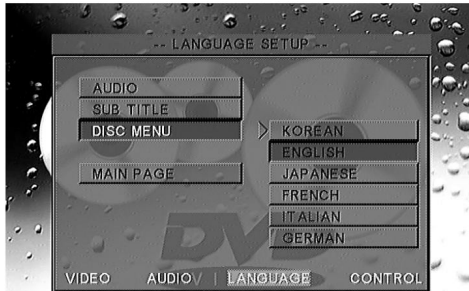 -- LANGUAGE SETUP --
AUDIO
SUB TITLE
DISC MENU
MAIN PAGE
KOREAN
ENGLISH
JAPANESE
FRENCH
ITALIAN
GERMAN
DVD
VIDEO AUDIO LANGUAGE CONTROL